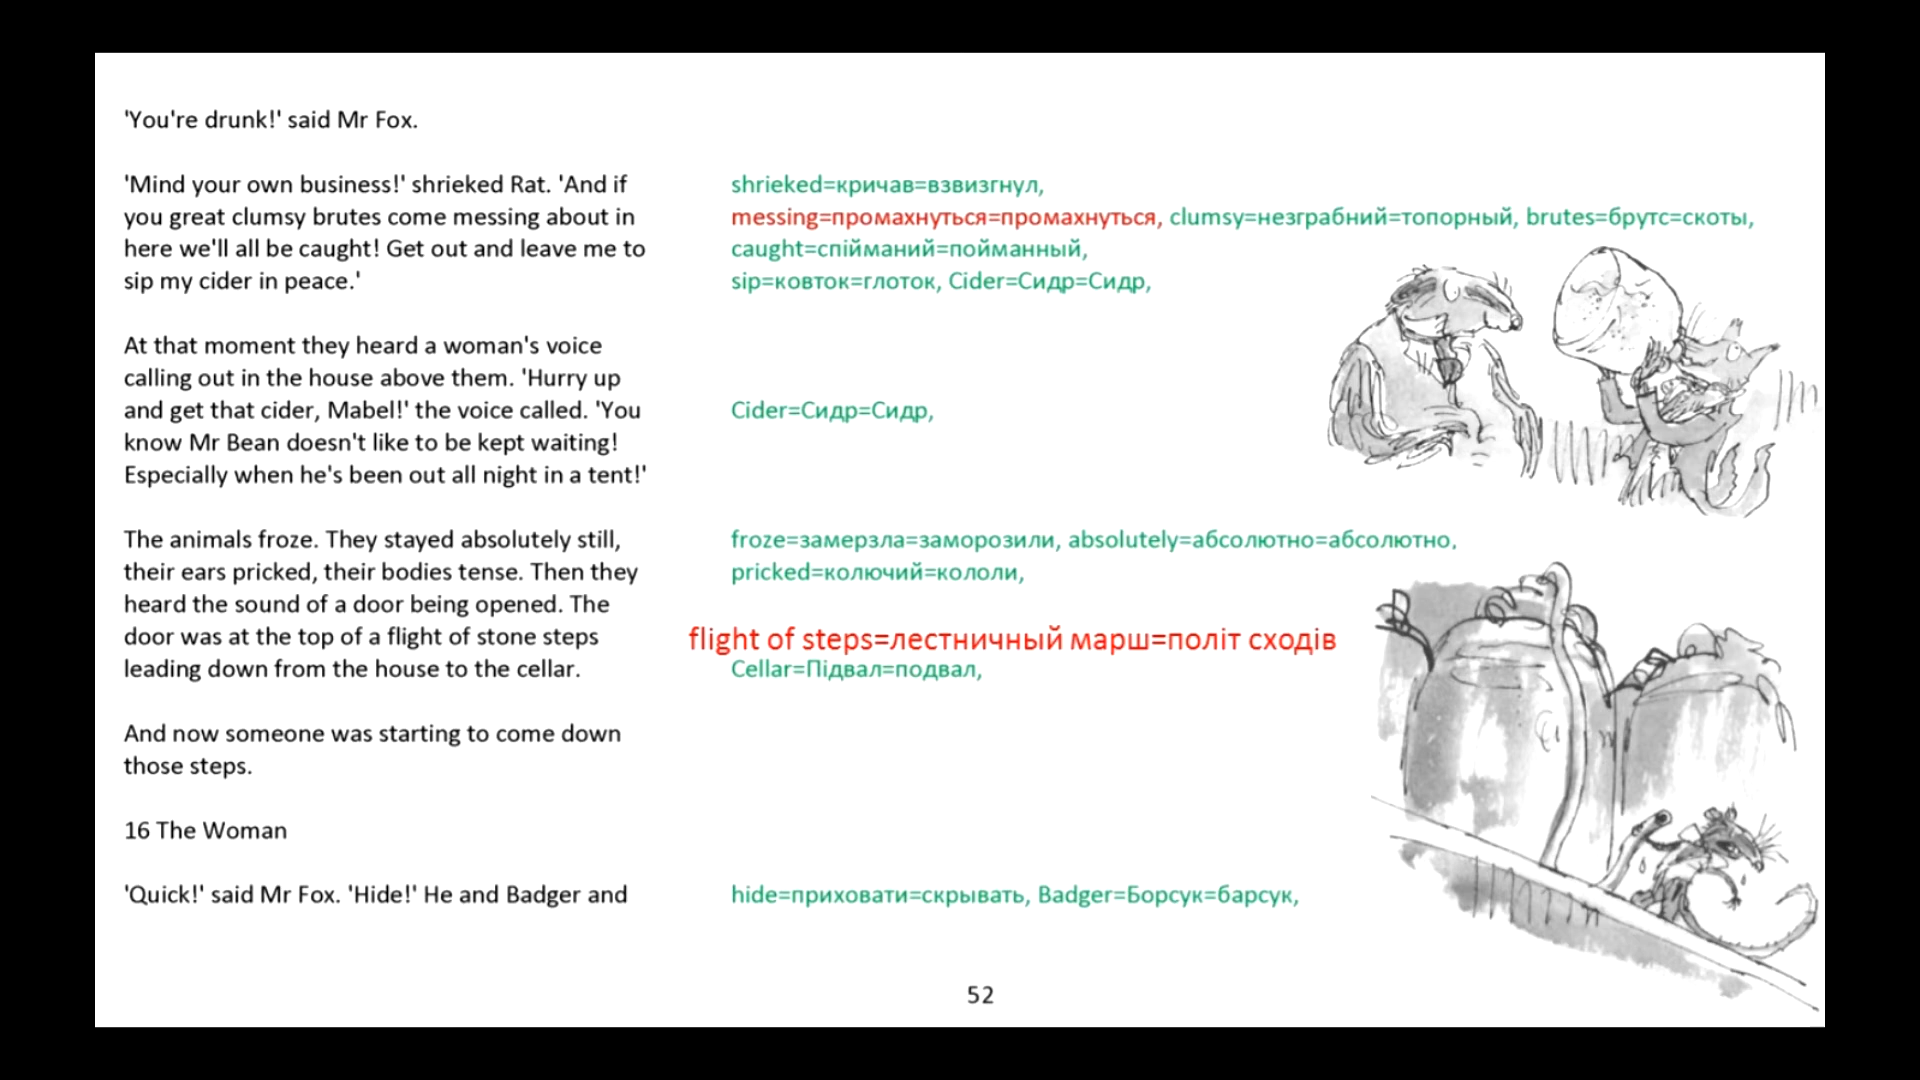 'You're drunk!' said Mr Fox.
'Mind your own business!' shrieked Rat. 'And if
you great clumsy brutes come messing about in
here we'll all be caught! Get out and leave me to
sip my cider in peace.'
shrieked=кричав=взвизгнул,
messing=промахнуться=промахнуться, clumsy=незграбний=топорный, brutes=брутс=скоты,
caught=спійманий=пойманный,
sip=ковток=глоток, Cider=Сидр=Сидр,
At that moment they heard a woman's voice
calling out in the house above them. 'Hurry up
and get that cider, Mabel!' the voice called. 'You
know Mr Bean doesn't like to be kept waiting!
Especially when he's been out all night in a tent!'
Cider=Сидр=Сидр,
The animals froze. They stayed absolutely still,
their ears pricked, their bodies tense. Then they
heard the sound of a door being opened. The
door was at the top of a flight of stone steps
leading down from the house to the cellar.
froze=замерзла=заморозили, absolutely=абсолютно=абсолютно,
pricked=колючий=кололи,
flight of steps=лестничный марш=політ сходів
Cellar=Підвал=подвал,
And now someone was starting to come down
those steps.
16 The Woman
'Quick!' said Mr Fox. 'Hide!' He and Badger and
hide=приховати=скрывать, Badger=Борсук=барсук,
52